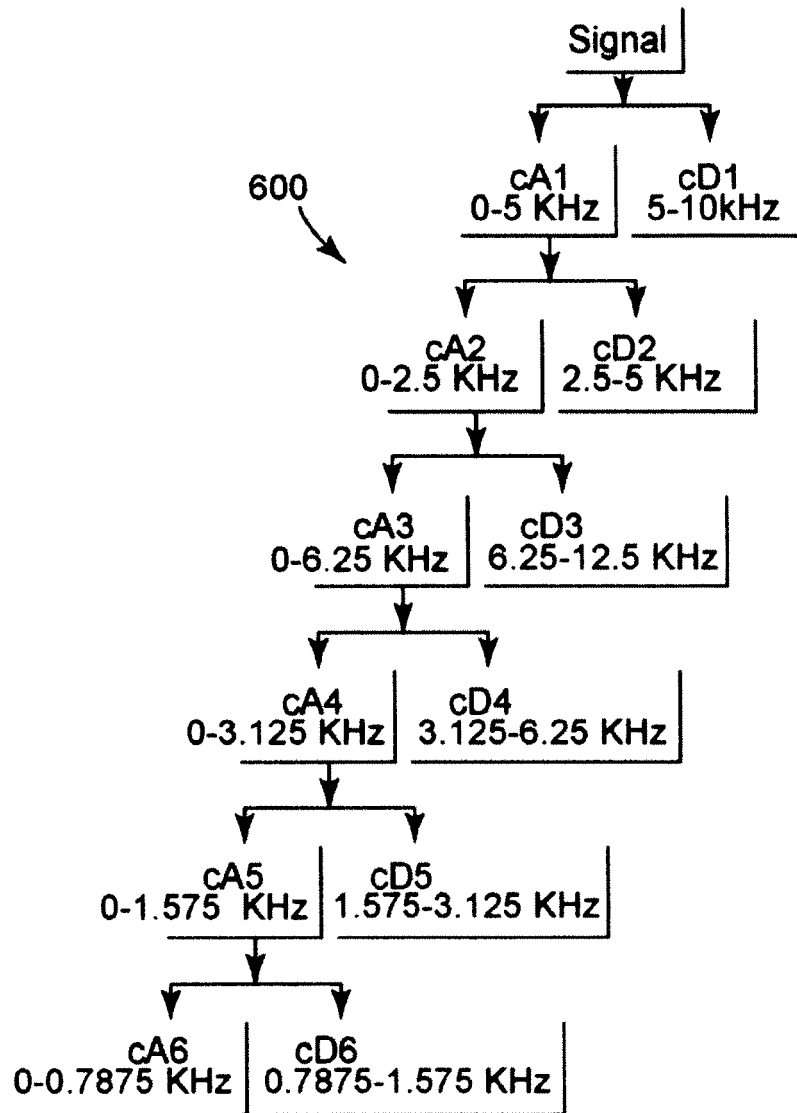 Signal
600
cA1
0-5 KHz
cD1
5-10kHz
cA2
0-2.5 KHz
cD2
2.5-5 KHz
cA3
0-6.25 KHz
cD3
6.25-12.5 KHz
cA4
0-3.125 KHz
cD4
3.125-6.25 KHz
cA5
0-1.575 KHz
cD5
1.575-3.125 KHz
cA6
0-0.7875 KHz
cD6
0.7875-1.575 KHz